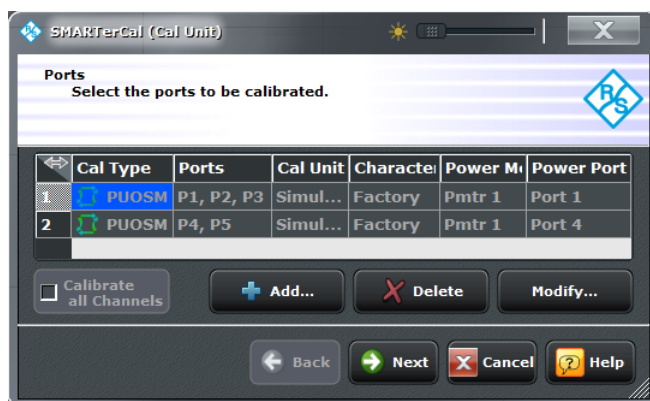 SMARTerCal (Cal Unit)
X
Ports
Select the ports to be calibrated.
R S
Cal Type Ports Cal Unit Character Power Me Power Port
1 PUOSM P1, P2, P3 Simul... Factory Pmtr 1 Port 1
2 PUOSM P4, P5 Simul... Factory Pmtr 1 Port 4
Calibrate
all Channels
Add...
Delete
Modify...
Back
Next
Cancel
Help